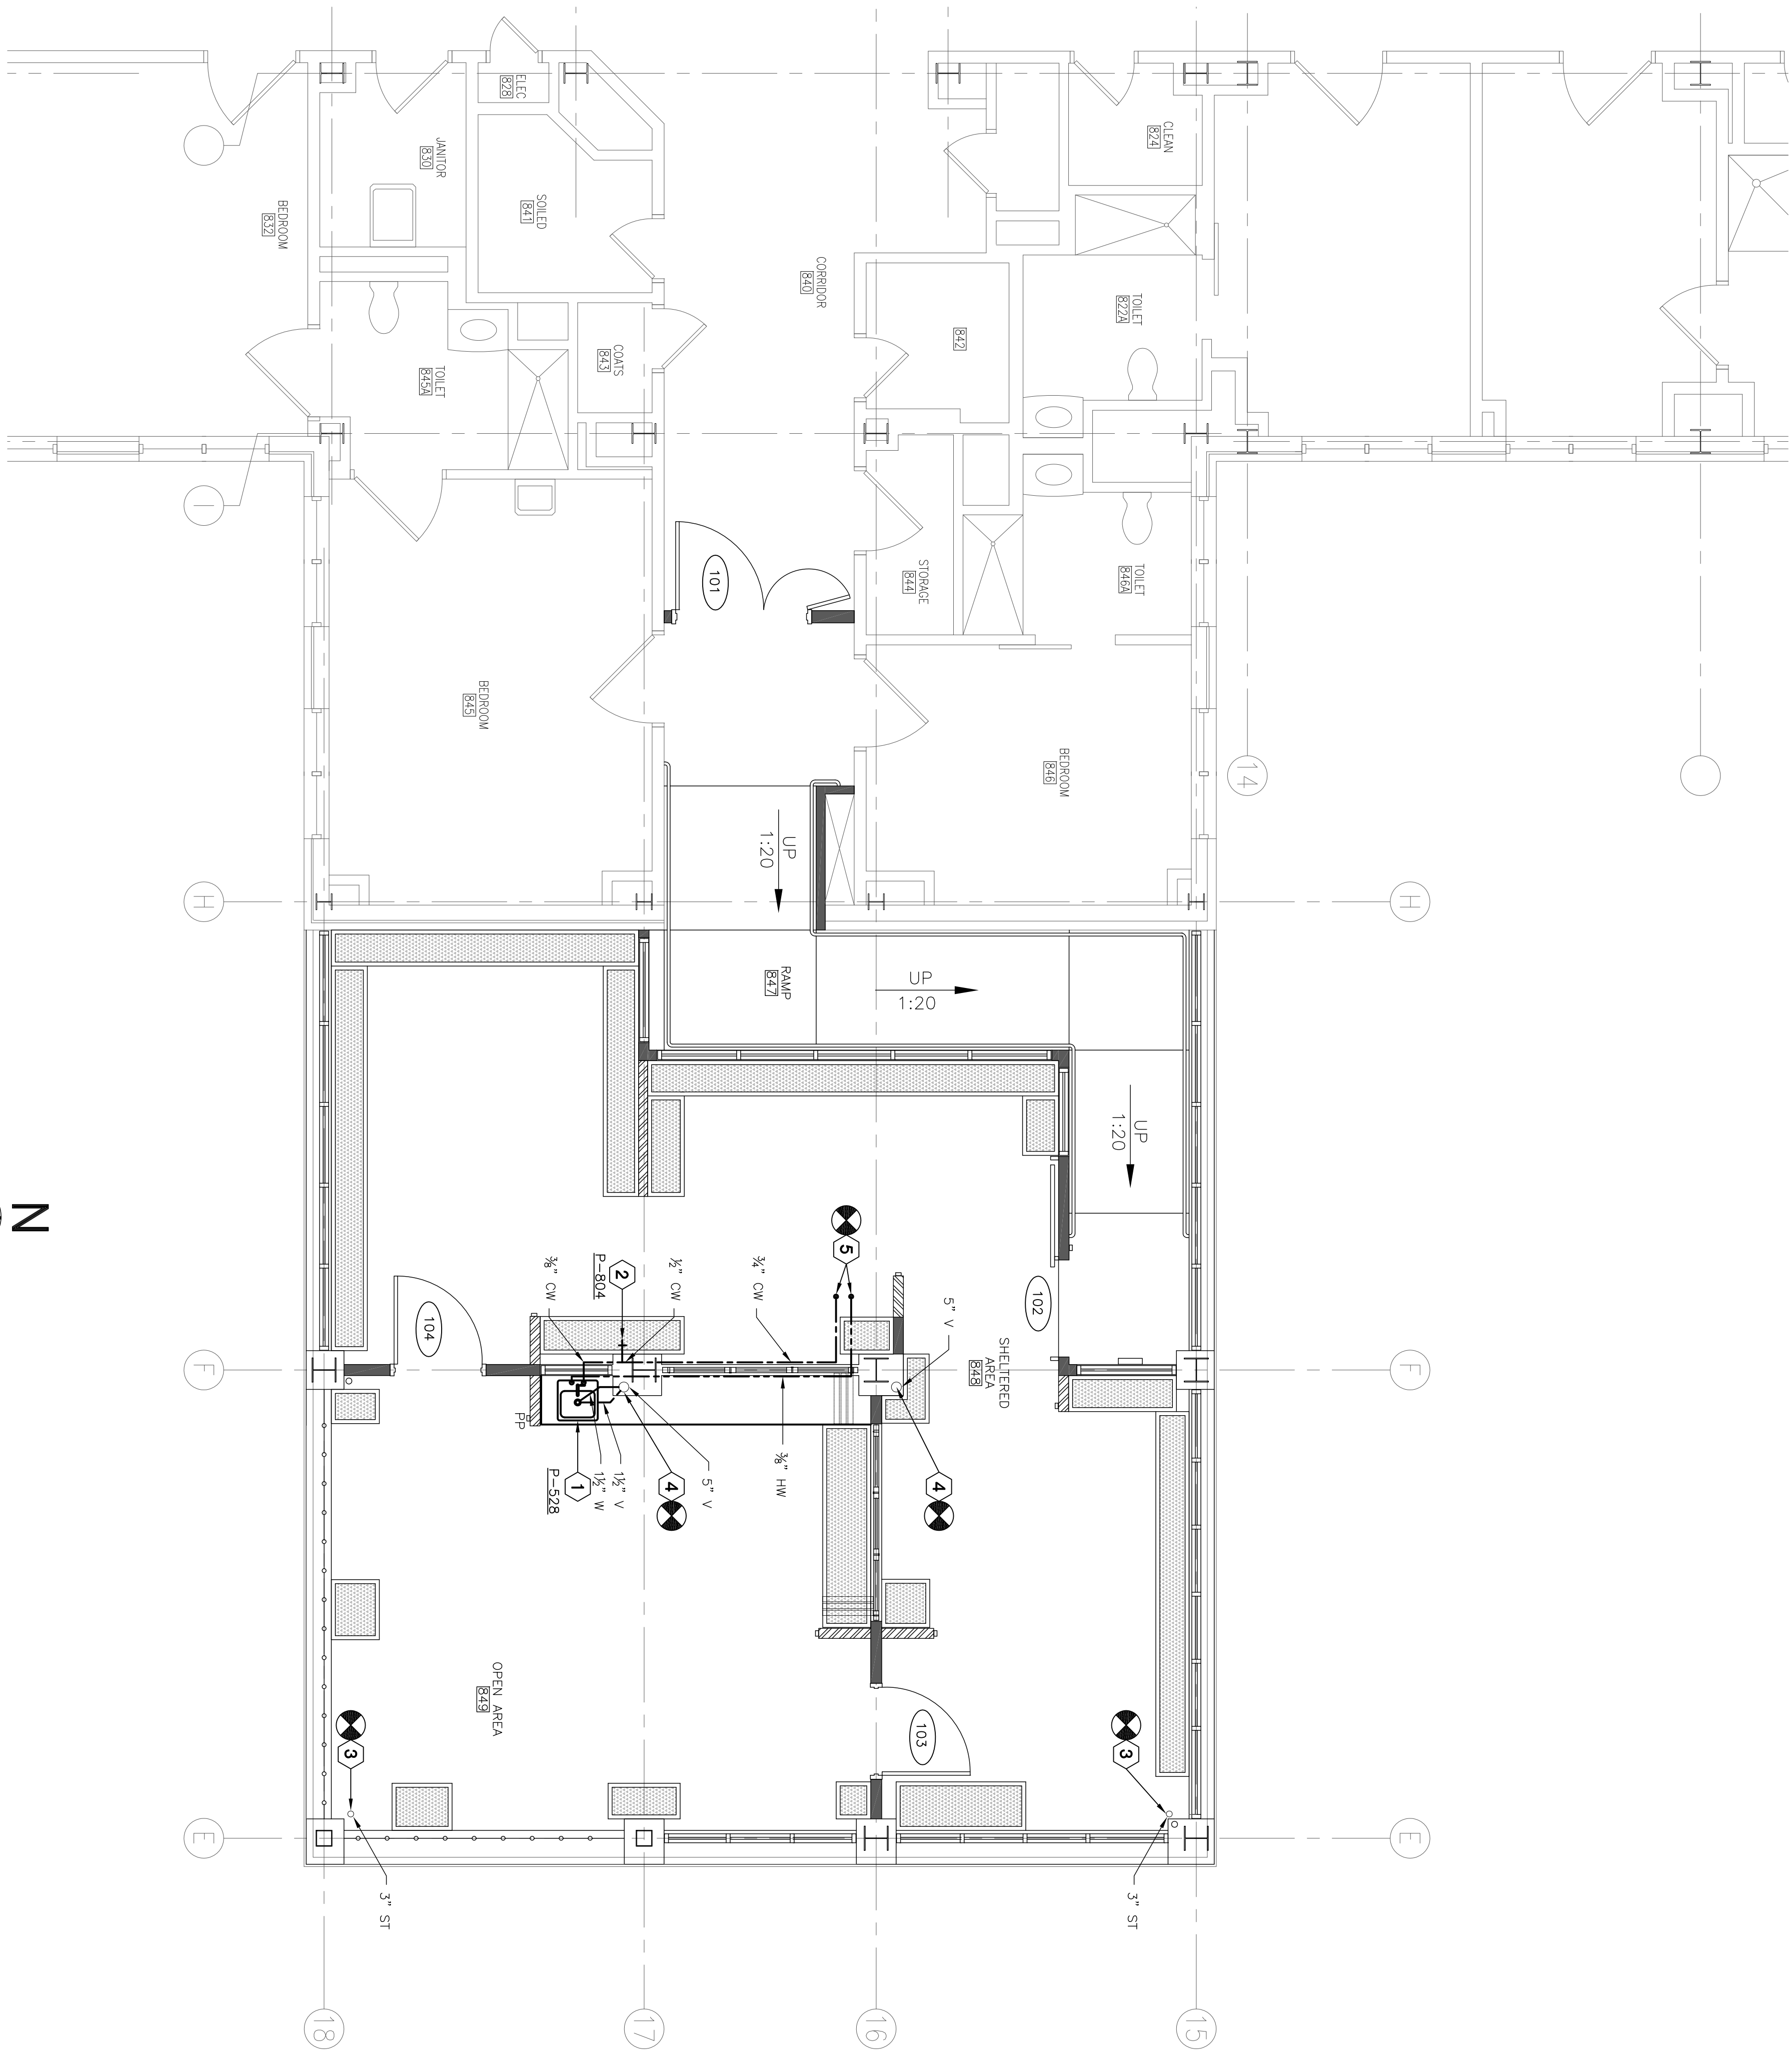 ELEC
828
JANITOR
830
BEDROOM
832
SOILED
841
CORRIDOR
840
CLEAN
824
TOILET
822A
842
COATS
843
TOILET
845A
STORAGE
844
TOILET
846A
101
BEDROOM
845
BEDROOM
846
14
I
H
H
UP
1:20
RAMP
847
UP
1:20
UP
1:20
N
5
¾" CW
½" CW
2
P-804
⅜" CW
5" V
102
104
SHELTERED
AREA
848
F
F
PP
⅜" HW
5" V
4
4
1½" V
1½" W
1
P-528
OPEN AREA
849
103
3
3
E
E
3" ST
3" ST
18
17
16
15